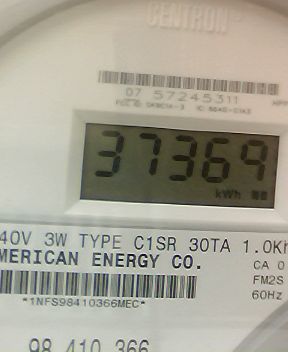 CENTRON
07 57245311
37369
kWh
40V 3W TYPE C1SR 30TA 1.0Kh
MERICAN ENERGY CO.
CA 0
FM2S
*1NFS98410366MEC*
60Hz
98 410 366